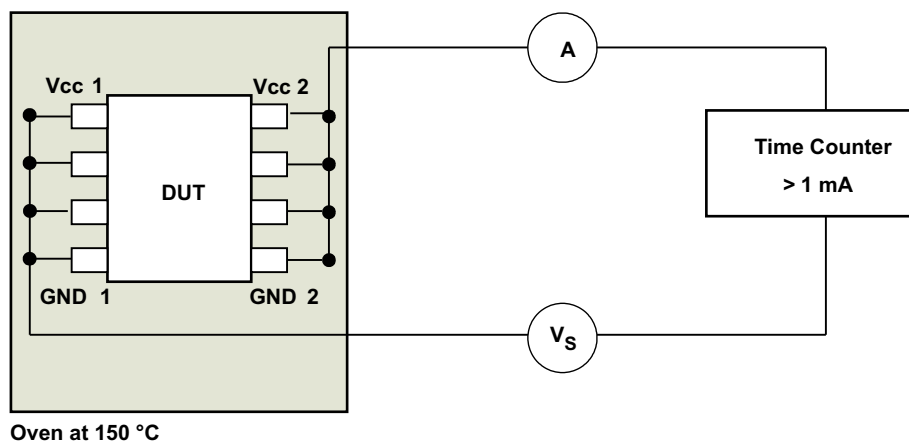 A
Vcc 1
Vcc 2
Time Counter
> 1 mA
DUT
GND 1
GND 2
VS
Oven at 150 °C